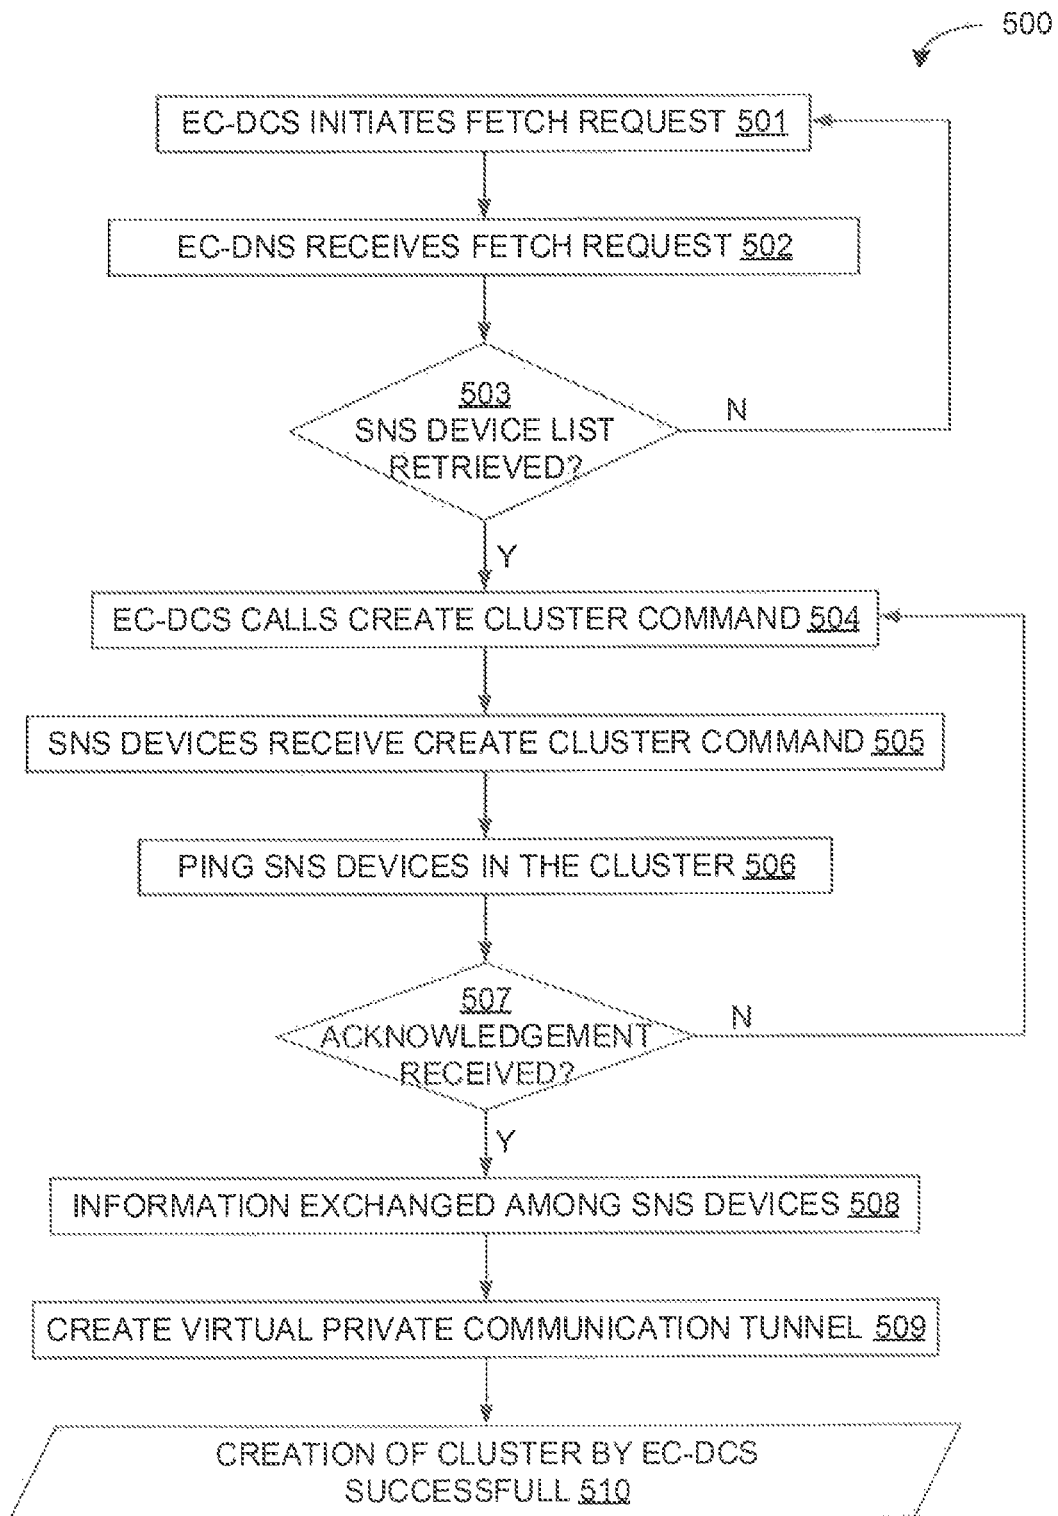 500
EC-DCS INITIATES FETCH REQUEST 501
EC-DNS RECEIVES FETCH REQUEST 502
503
SNS DEVICE LIST
RETRIEVED?
N
Y
EC-DCS CALLS CREATE CLUSTER COMMAND 504
SNS DEVICES RECEIVE CREATE CLUSTER COMMAND 505
PING SNS DEVICES IN THE CLUSTER 506
507
ACKNOWLEDGEMENT
RECEIVED?
N
Y
INFORMATION EXCHANGED AMONG SNS DEVICES 508
CREATE VIRTUAL PRIVATE COMMUNICATION TUNNEL 509
CREATION OF CLUSTER BY EC-DCS
SUCCESSFULL 510